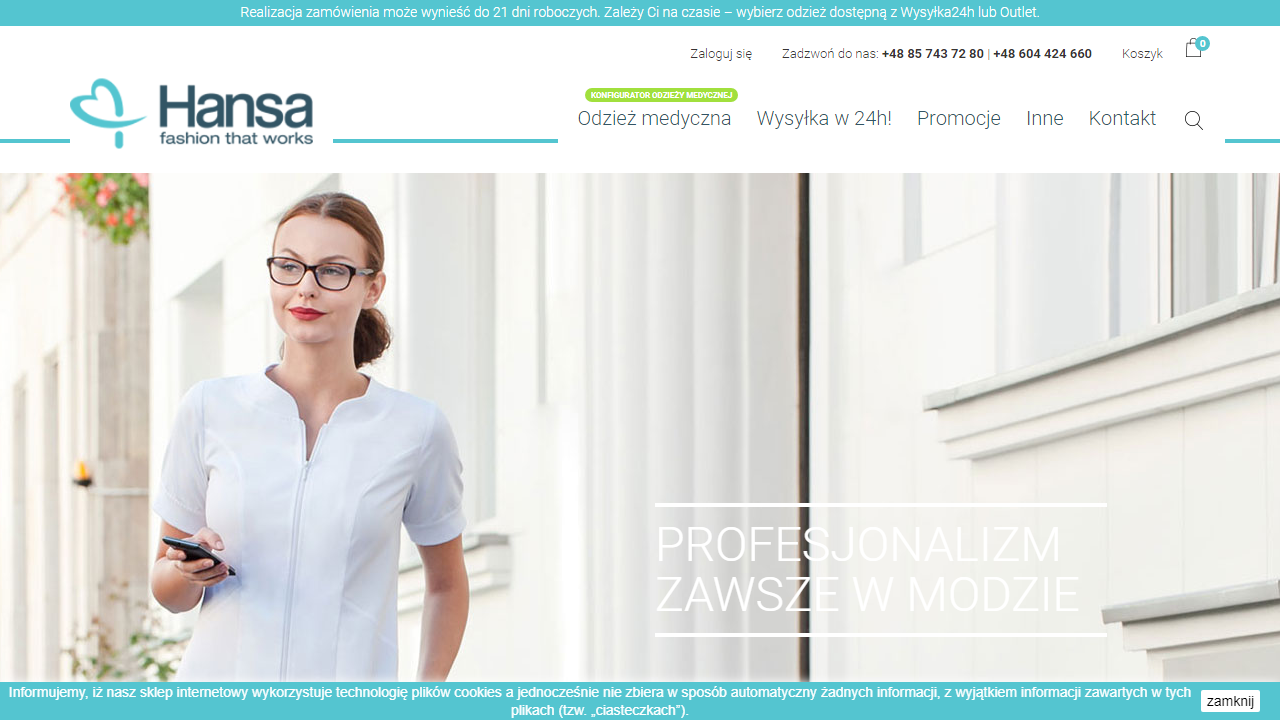 Realizacja zamówienia może wynieść do 21 dni roboczych. Zależy Ci na czasie – wybierz odzież dostępną z Wysyłka24h lub Outlet.
Zaloguj się
Zadzwoń do nas: +48 85 743 72 80 | +48 604 424 660
Koszyk
0
Hansa
fashion that works
KONFIGURATOR ODZIEŻY MEDYCZNEJ
Odzież medyczna
Wysyłka w 24h!
Promocje
Inne
Kontakt
PROFESJONALIZM
ZAWSZE W MODZIE
Informujemy, iż nasz sklep internetowy wykorzystuje technologię plików cookies a jednocześnie nie zbiera w sposób automatyczny żadnych informacji, z wyjątkiem informacji zawartych w tych
plikach (tzw. „ciasteczkach”).
zamknij